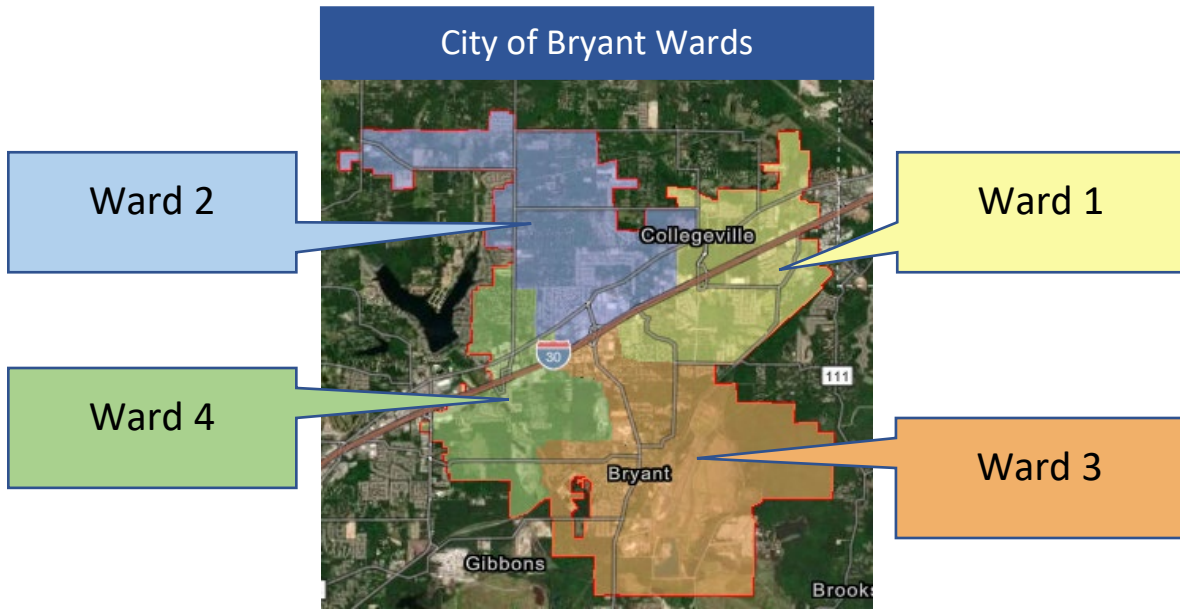 City of Bryant Wards
Ward 2
Ward 1
Collegeville
30
111
Ward 4
Bryant
Ward 3
Gibbons
Brooks